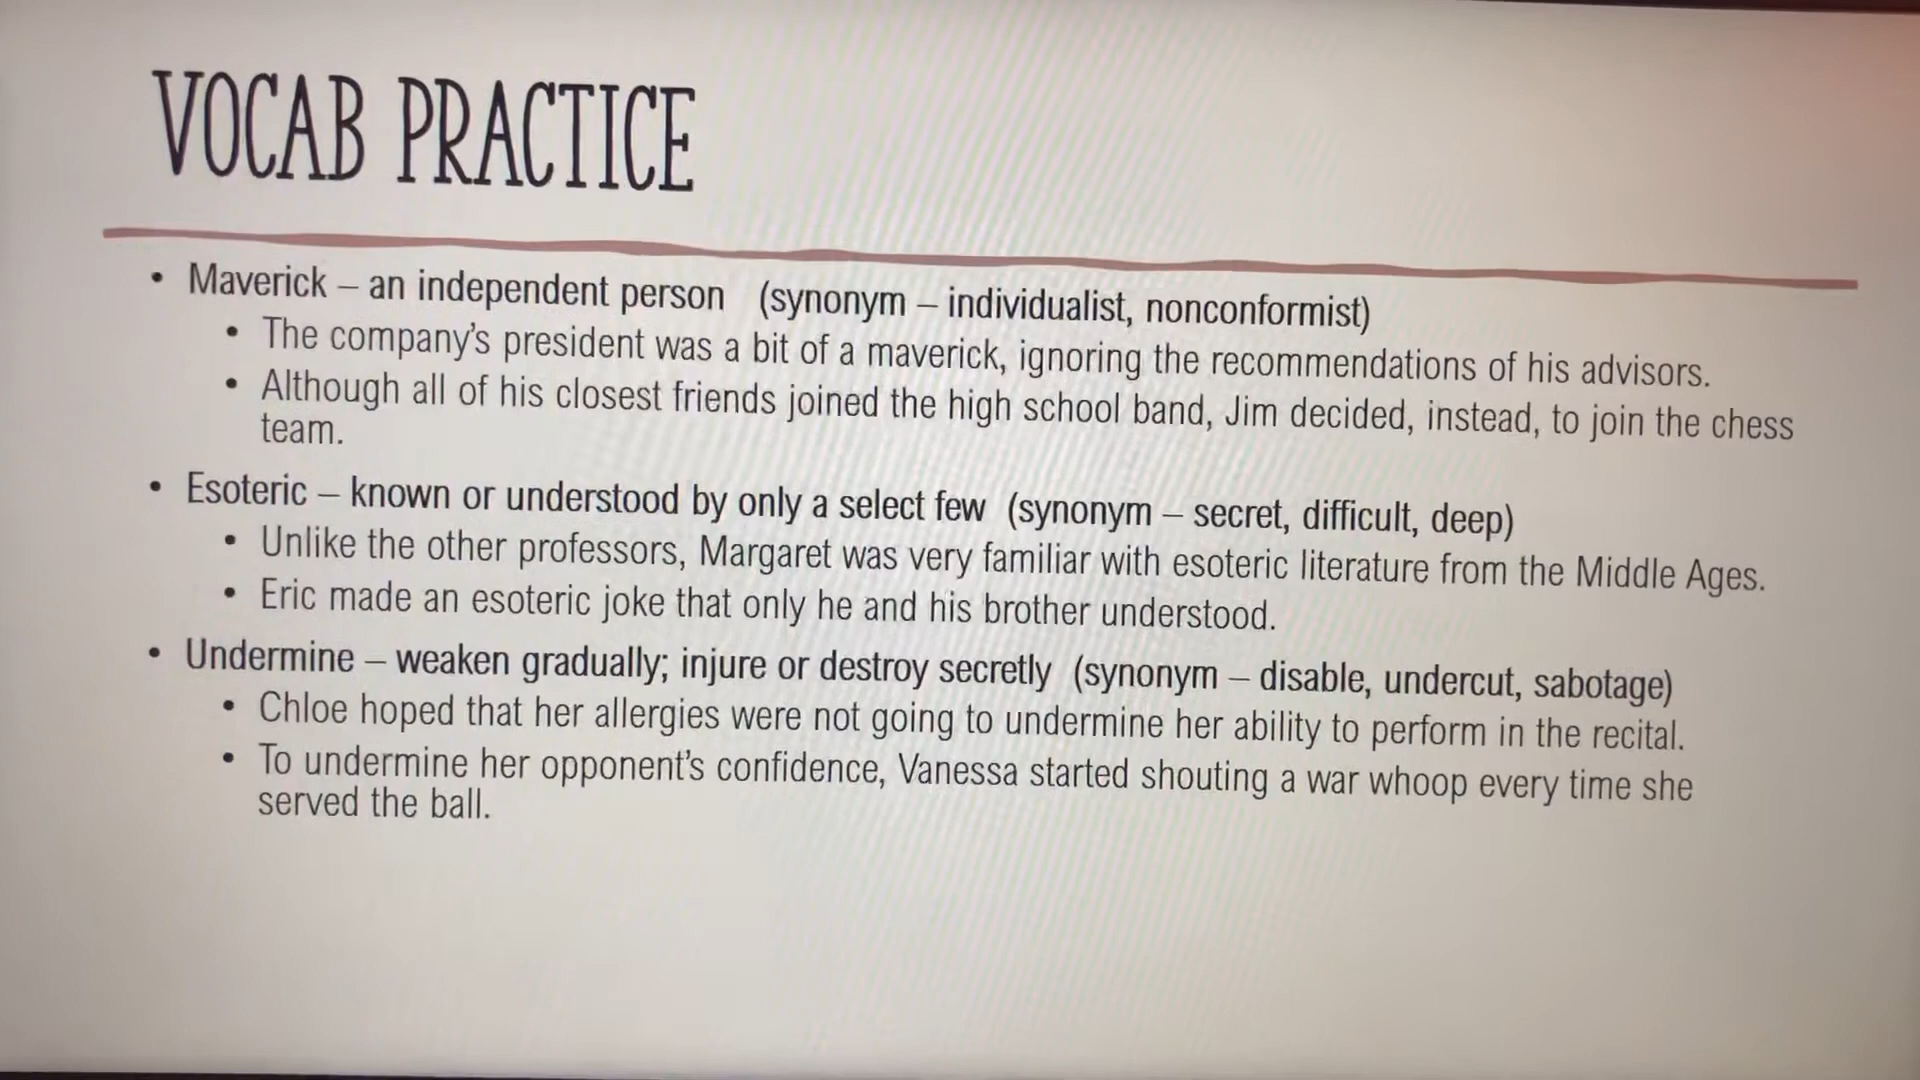 VOCAB PRACTICE
• Maverick – an independent person (synonym – individualist, nonconformist)
• The company's president was a bit of a maverick, ignoring the recommendations of his advisors.
• Although all of his closest friends joined the high school band, Jim decided, instead, to join the chess
team.
• Esoteric – known or understood by only a select few (synonym – secret, difficult, deep)
• Unlike the other professors, Margaret was very familiar with esoteric literature from the Middle Ages.
• Eric made an esoteric joke that only he and his brother understood.
• Undermine – weaken gradually; injure or destroy secretly (synonym – disable, undercut, sabotage)
• Chloe hoped that her allergies were not going to undermine her ability to perform in the recital.
• To undermine her opponent's confidence, Vanessa started shouting a war whoop every time she
served the ball.